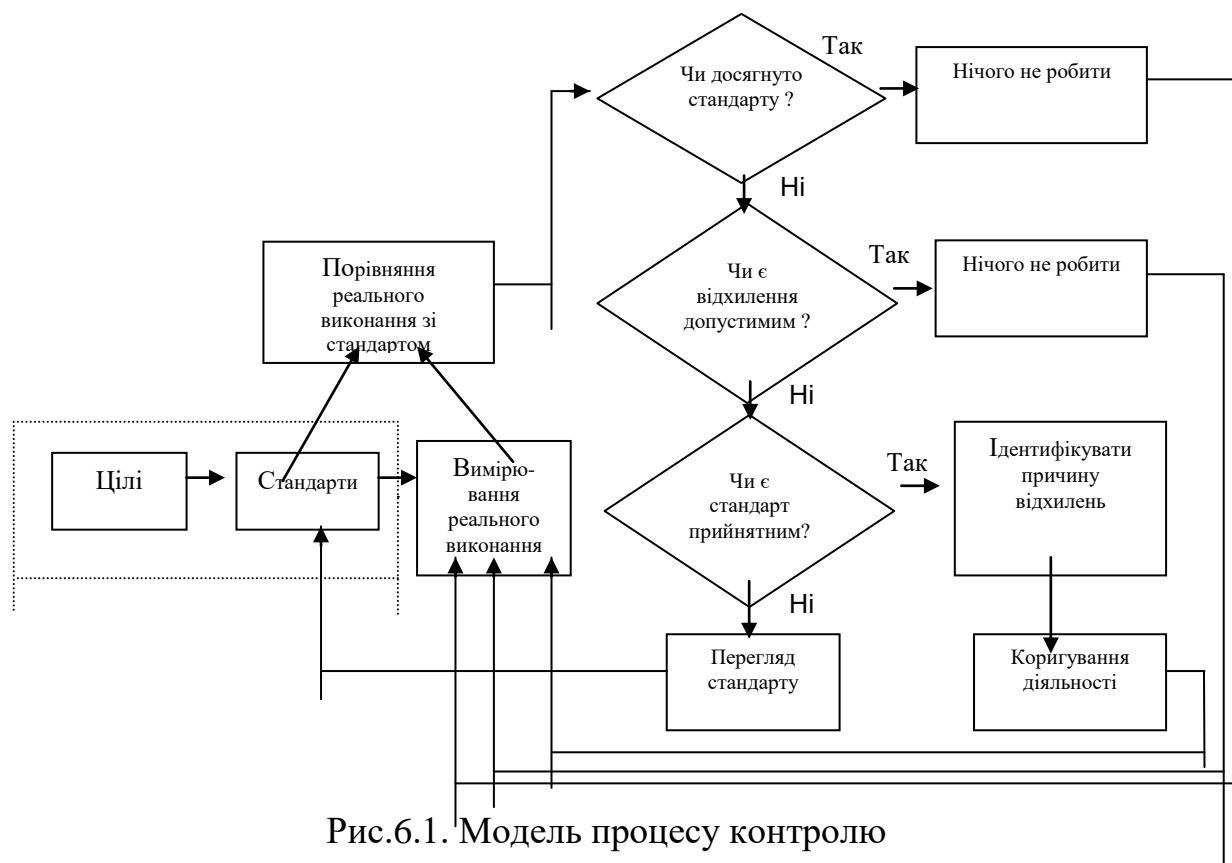 Чи досягнуто
стандарту ?
Так
Нічого не робити
Ні
Порівняння
реального
виконання зі
стандартом
Чи є
відхилення
допустимим ?
Так
Нічого не робити
Ні
Цілі
Стандарти
Вимірю-
вання
реального
виконання
Чи є
стандарт
прийнятним?
Так
Ідентифікувати
причину
відхилень
Ні
Перегляд
стандарту
Коригування
діяльності
Рис.6.1. Модель процесу контролю